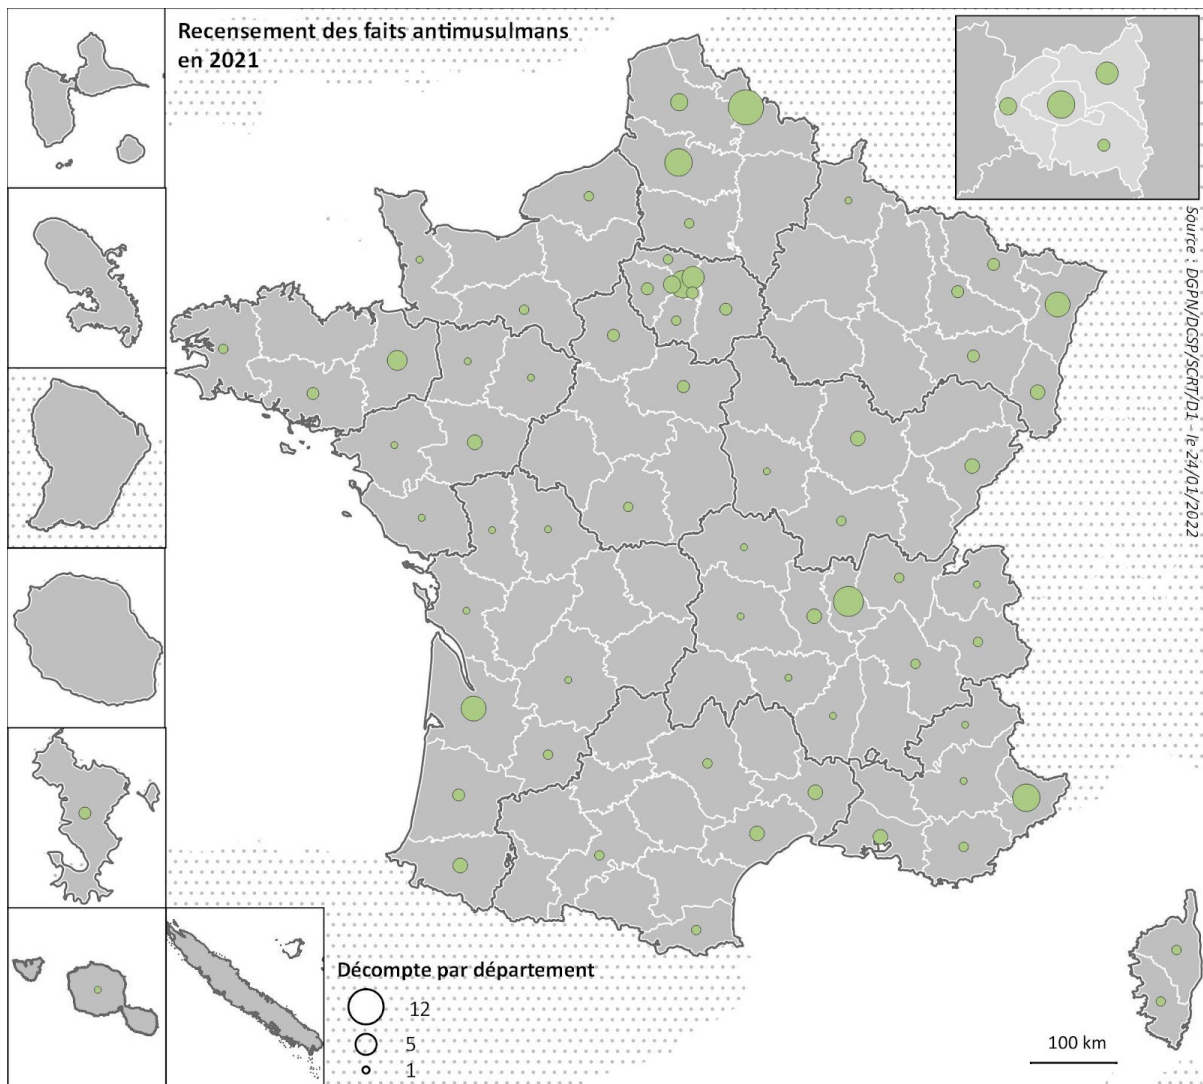 Recensement des faits antimusulmans
en 2021
Source : DGPN/DCSP/SCRT/D1 - le 24/01/2022
Décompte par département
12
5
1
100 km